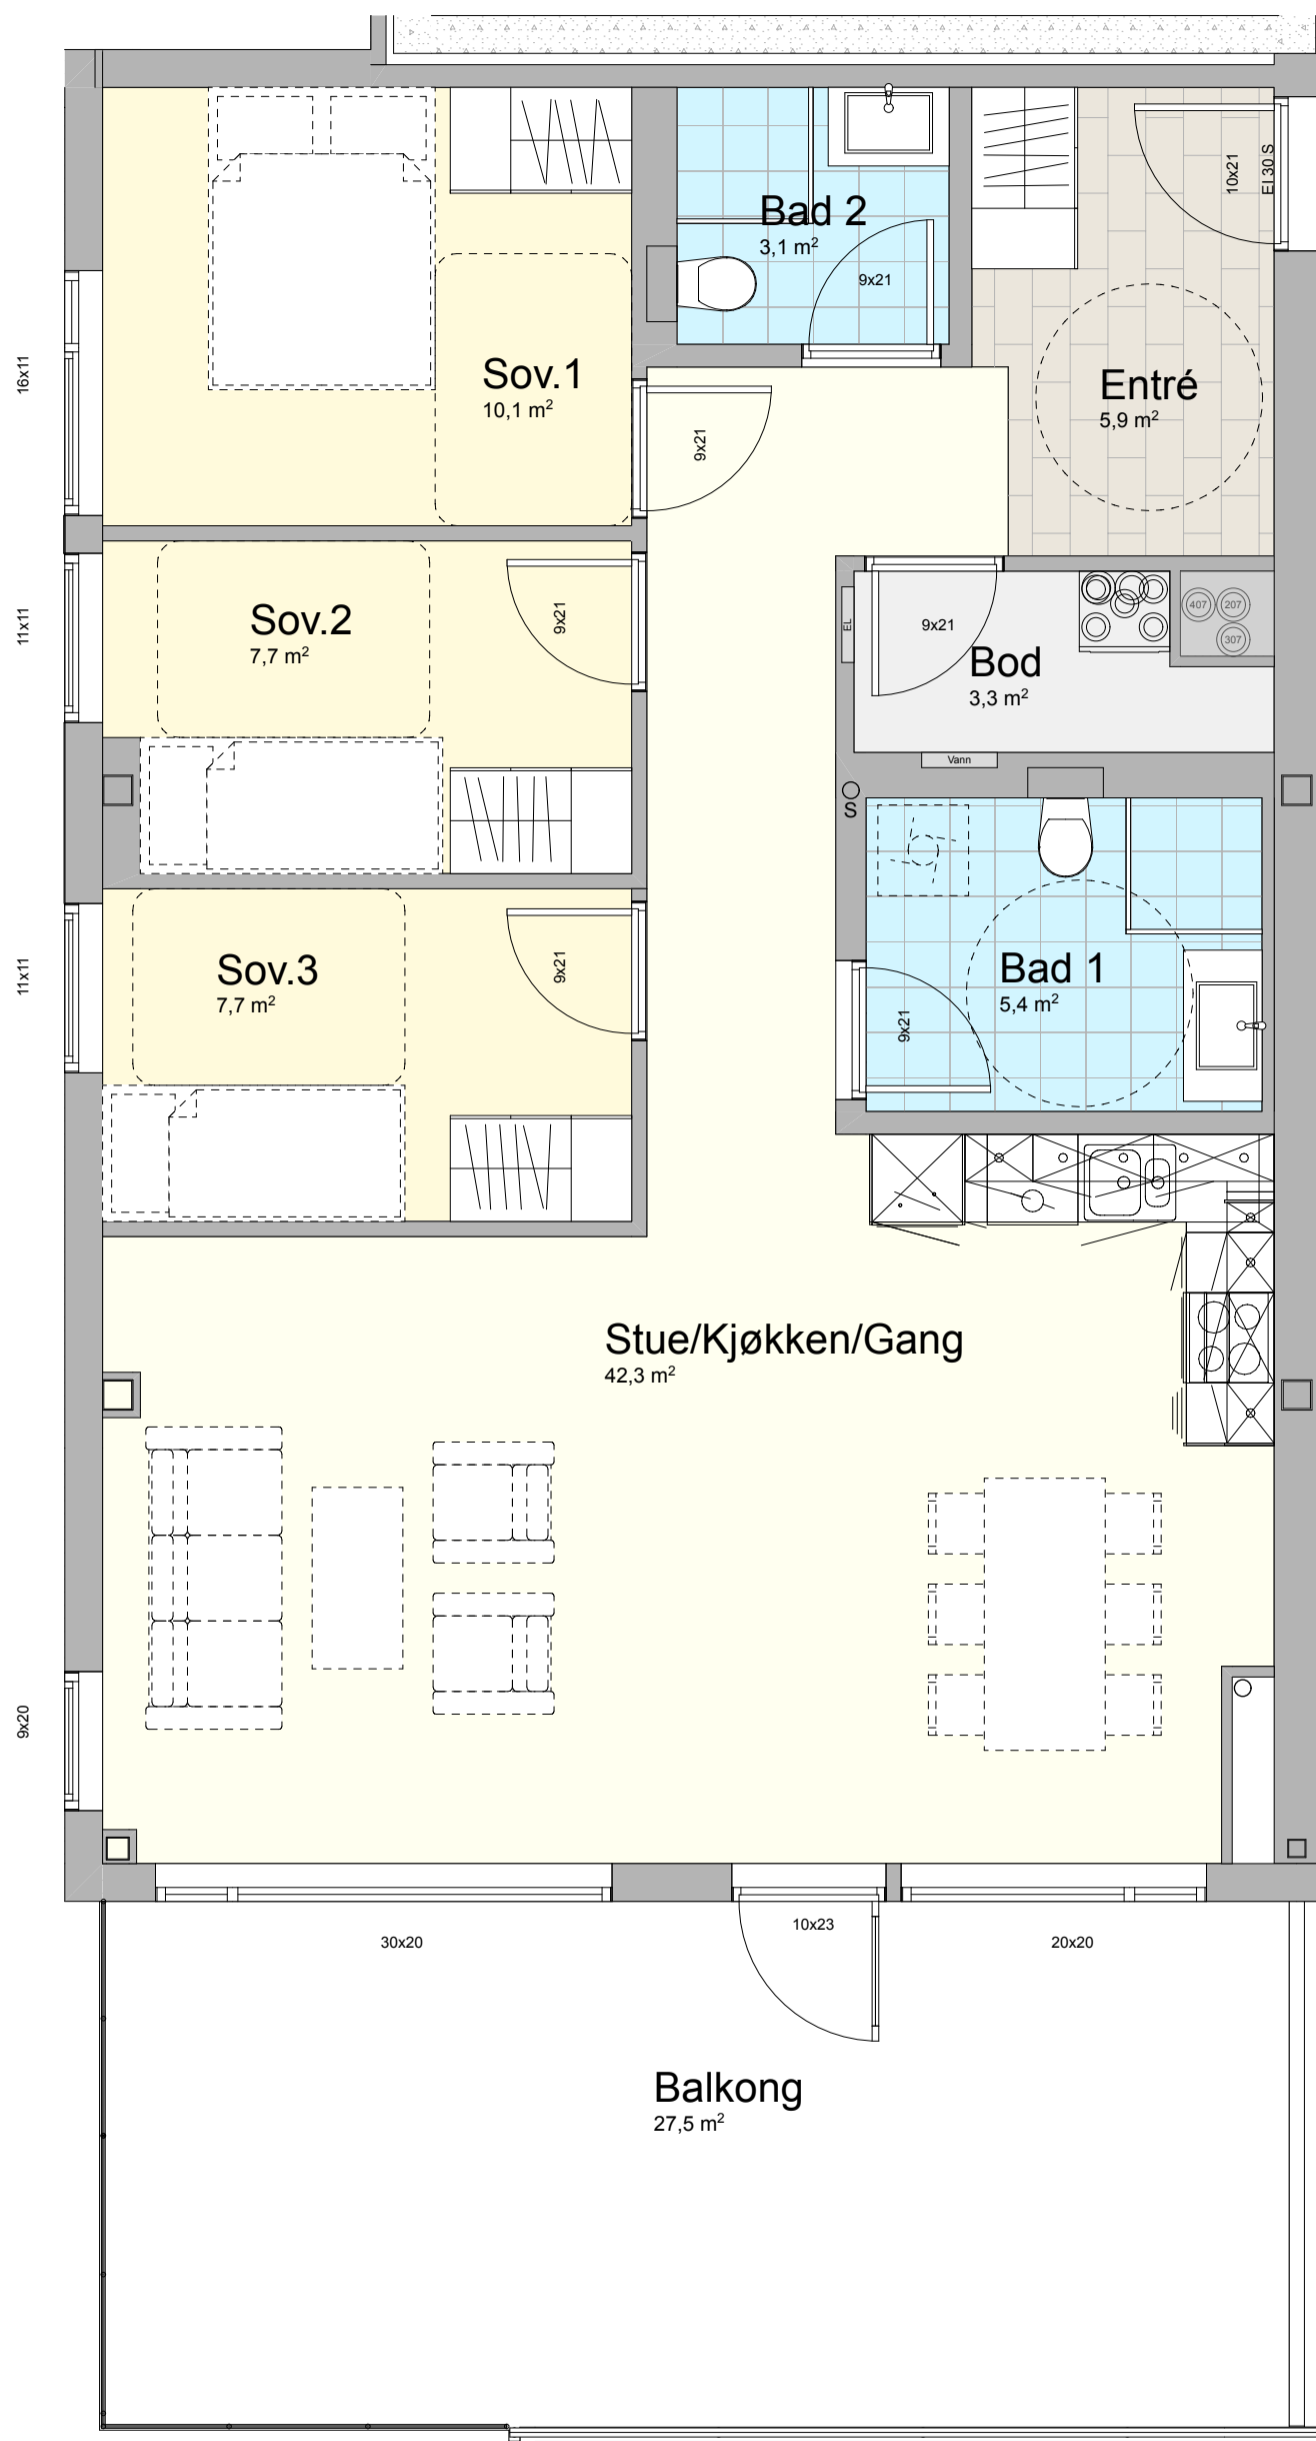 10x21
EI 30 S
Bad 2
3,1 m²
9x21
16x11
Sov.1
10,1 m²
Entré
5,9 m²
9x21
11x11
Sov.2
7,7 m²
9x21
EL
9x21
407
207
307
Bod
3,3 m²
Vann
S
11x11
Sov.3
7,7 m²
9x21
Bad 1
5,4 m²
9x21
Stue/Kjøkken/Gang
42,3 m²
9x20
30x20
10x23
20x20
Balkong
27,5 m²